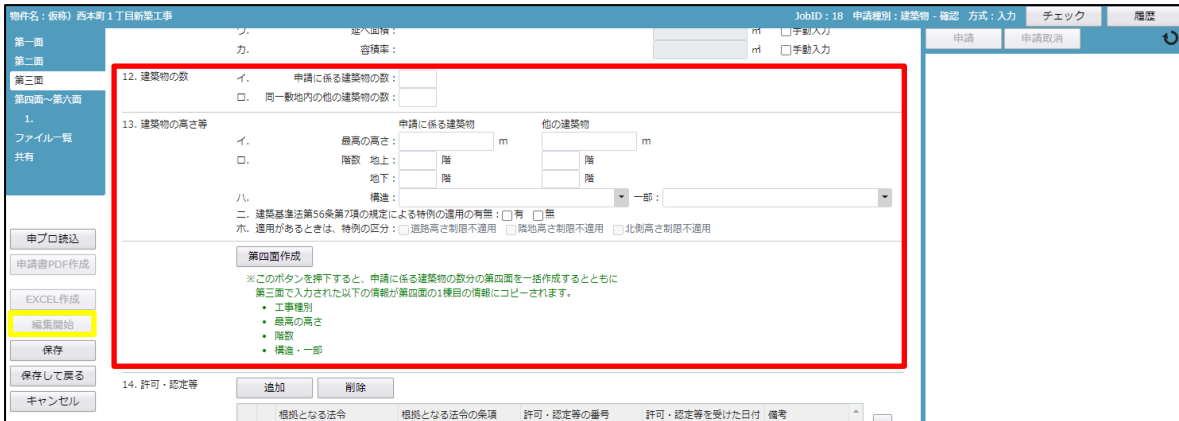 物件名：仮称）西本町１丁目新築工事 JobID：18 申請種別：建築物 - 確認 方式：入力 チェック 履歴
申請 申請取消
第一面
第二面
第三面
第四面～第六面
1.
ファイル一覧
共有
申プロ読込
申請書PDF作成
EXCEL作成
編集開始
保存
保存して戻る
キャンセル
延べ面積： ㎡ □手動入力
カ. 容積率： ㎡ □手動入力
12. 建築物の数 イ. 申請に係る建築物の数：
ロ. 同一敷地内の他の建築物の数：
13. 建築物の高さ等 申請に係る建築物 他の建築物
イ. 最高の高さ： m m
ロ. 階数 地上： 階 階
地下： 階 階
ハ. 構造： 一部：
ニ. 建築基準法第56条第7項の規定による特例の適用の有無：□有 □無
ホ. 適用があるときは、特例の区分：□道路高さ制限不適用 □隣地高さ制限不適用 □北側高さ制限不適用
第四面作成
※このボタンを押下すると、申請に係る建築物の数分の第四面を一括作成するとともに
第三面で入力された以下の情報が第四面の1棟目の情報にコピーされます。
• 工事種別
• 最高の高さ
• 階数
• 構造・一部
14. 許可・認定等 追加 削除
根拠となる法令 根拠となる法令の条項 許可・認定等の番号 許可・認定等を受けた日付 備考